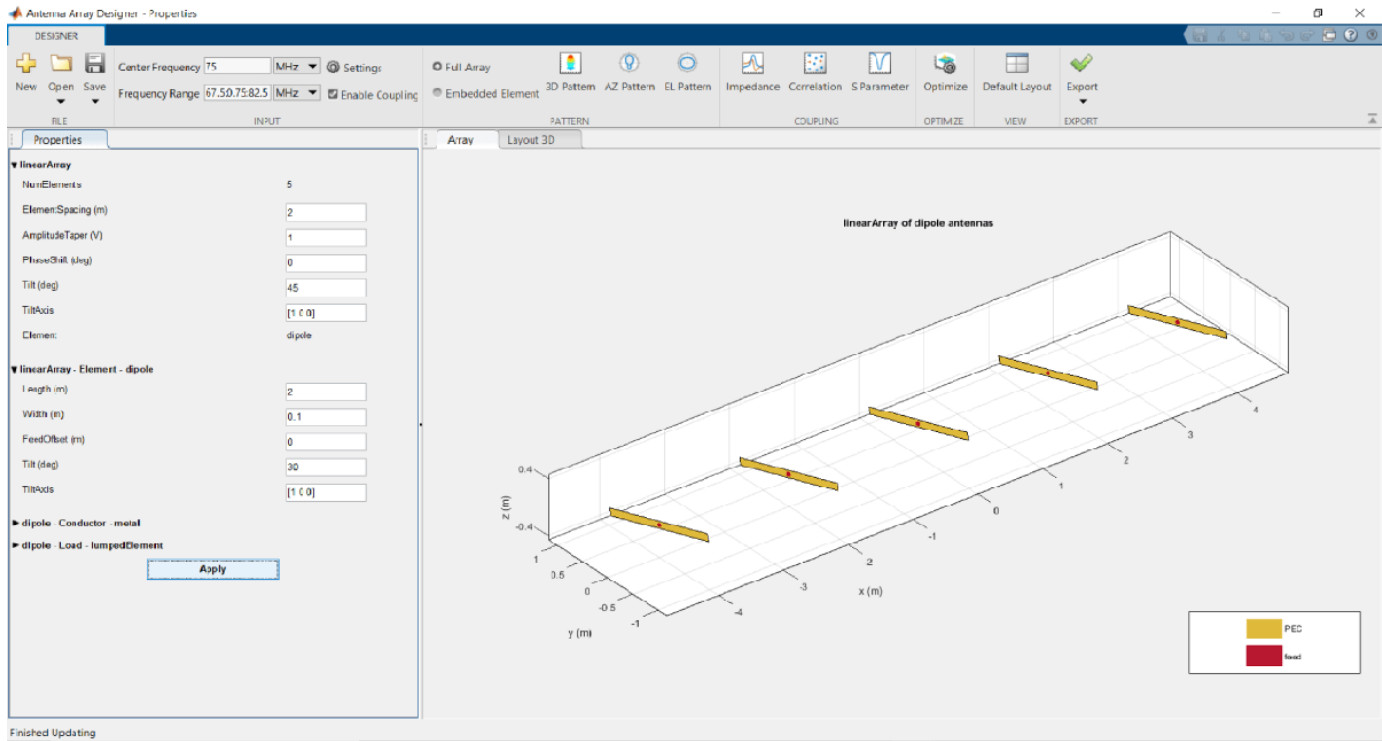 Antenna Array Designer - Properties
DESIGNER
New Open Save
FILE
Center Frequency 75 MHz Settings
Frequency Range 67.5:0.75:82.5 MHz Enable Coupling
INPUT
Full Array
Embedded Element
3D Pattern AZ Pattern EL Pattern
PATTERN
Impedance Correlation S Parameter
COUPLING
Optimize
OPTIMIZE
Default Layout
VIEW
Export
EXPORT
Properties
linearArray
NumElements 5
ElementSpacing (m) 2
AmplitudeTaper (V) 1
PhaseShift (deg) 0
Tilt (deg) 45
TiltAxis [1 0 0]
Element dipole
linearArray - Element - dipole
Length (m) 2
Width (m) 0.1
FeedOffset (m) 0
Tilt (deg) 30
TiltAxis [1 0 0]
dipole - Conductor - metal
dipole - Load - lumpedElement
Apply
Array Layout 3D
linearArray of dipole antennas
z (m)
0.4
-0.4
y (m)
1
0.5
0
-0.5
-1
x (m)
-4
-3
2
-1
0
1
2
3
4
PEC
feed
Finished Updating